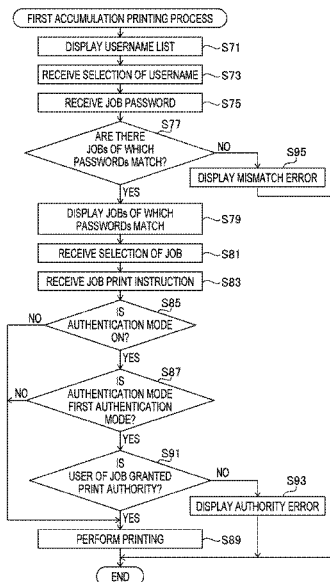 FIRST ACCUMULATION PRINTING PROCESS
DISPLAY USERNAME LIST
S71
RECEIVE SELECTION OF USERNAME
S73
RECEIVE JOB PASSWORD
S75
S77
ARE THERE
JOBs OF WHICH
PASSWORDs MATCH?
NO
S95
DISPLAY MISMATCH ERROR
YES
DISPLAY JOBs OF WHICH
PASSWORDs MATCH
S79
RECEIVE SELECTION OF JOB
S81
RECEIVE JOB PRINT INSTRUCTION
S83
S85
IS
AUTHENTICATION MODE
ON?
NO
YES
S87
IS
AUTHENTICATION MODE
FIRST AUTHENTICATION
MODE?
NO
YES
S91
IS
USER OF JOB GRANTED
PRINT AUTHORITY?
NO
S93
DISPLAY AUTHORITY ERROR
YES
PERFORM PRINTING
S89
END